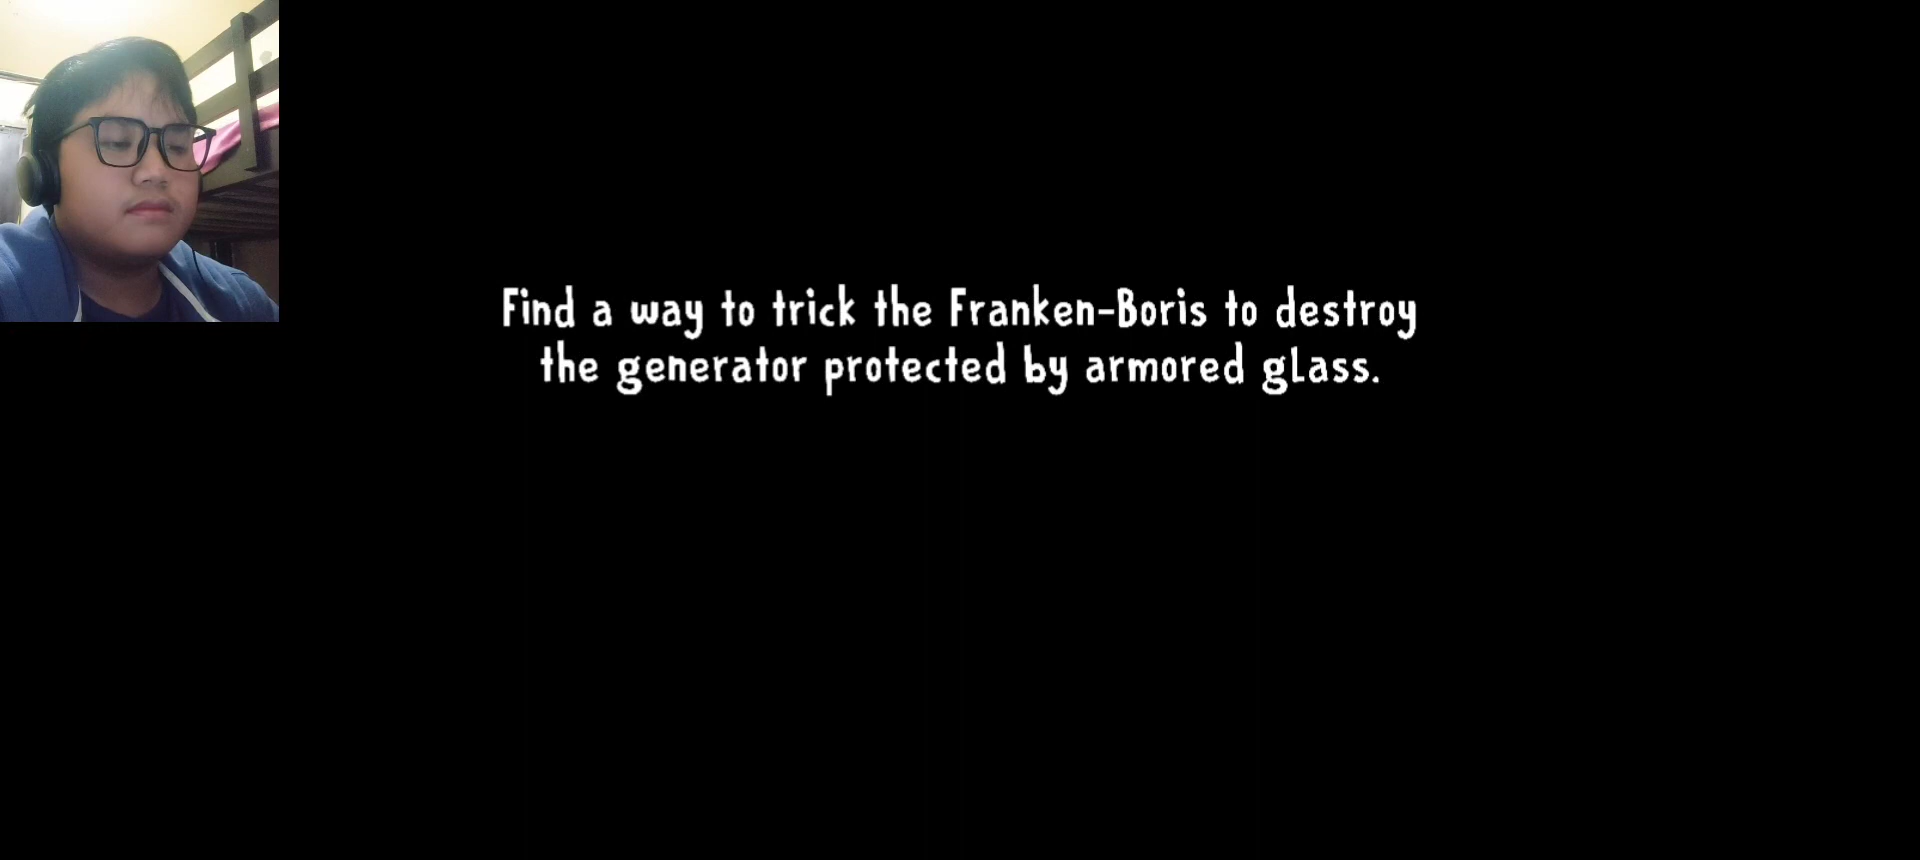 Find a way to trick the Franken-Boris to destroy
the generator protected by armored glass.